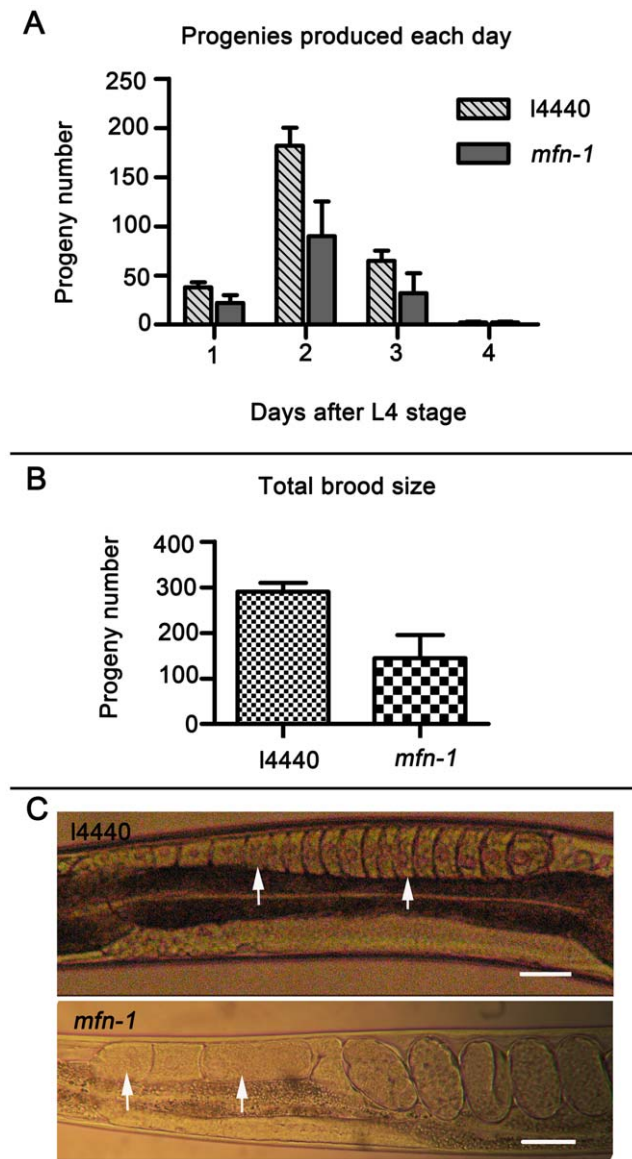 A
Progenies produced each day
250
200
150
100
50
0
Progeny number
l4440
mfn-1
1 2 3 4
Days after L4 stage
B
Total brood size
400
300
200
100
0
Progeny number
l4440 mfn-1
C
l4440
mfn-1